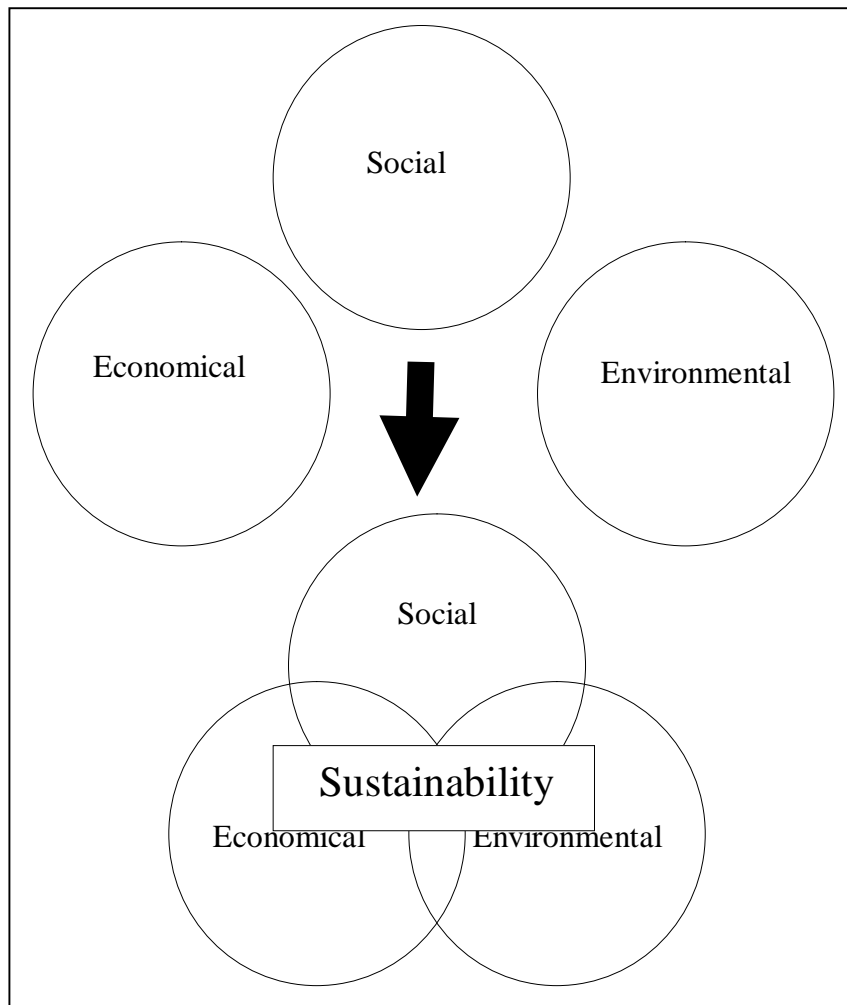 Social
Economical
Environmental
Social
Sustainability
Economical
Environmental